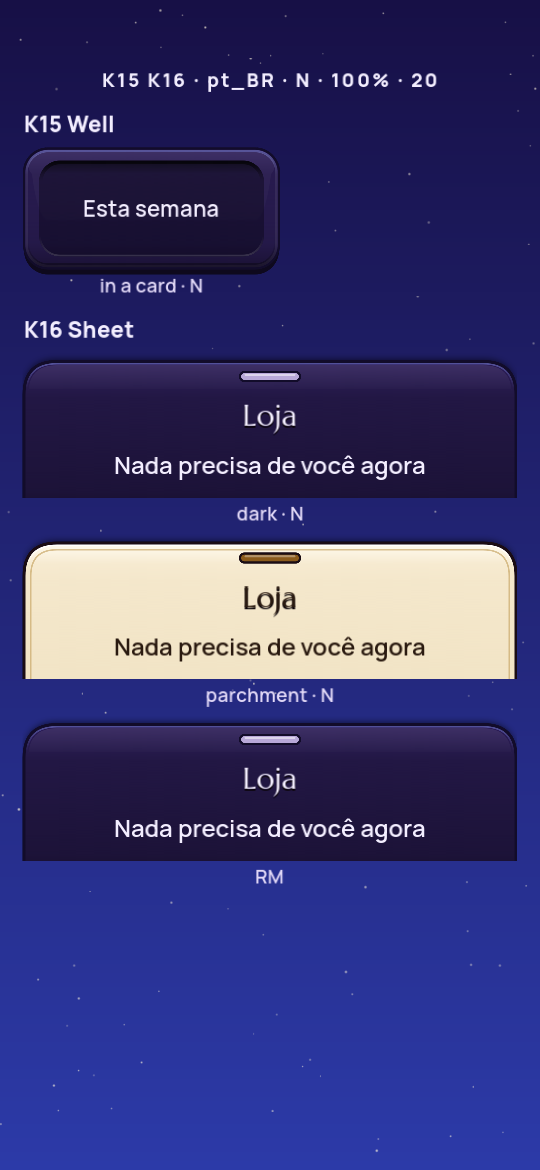 K15 K16 · pt_BR · N · 100% · 20
K15 Well
Esta semana
in a card · N
K16 Sheet
Loja
Nada precisa de você agora
dark · N
Loja
Nada precisa de você agora
parchment · N
Loja
Nada precisa de você agora
RM